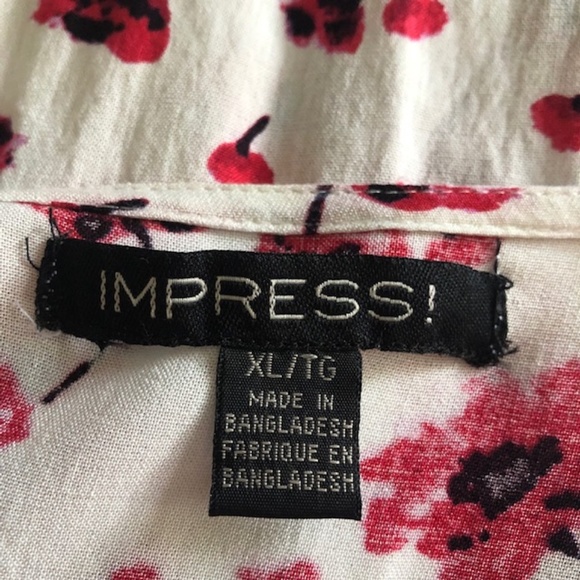 IMPRESS!
XL/TG
MADE IN
BANGLADESH
FABRIQUE EN
BANGLADESH